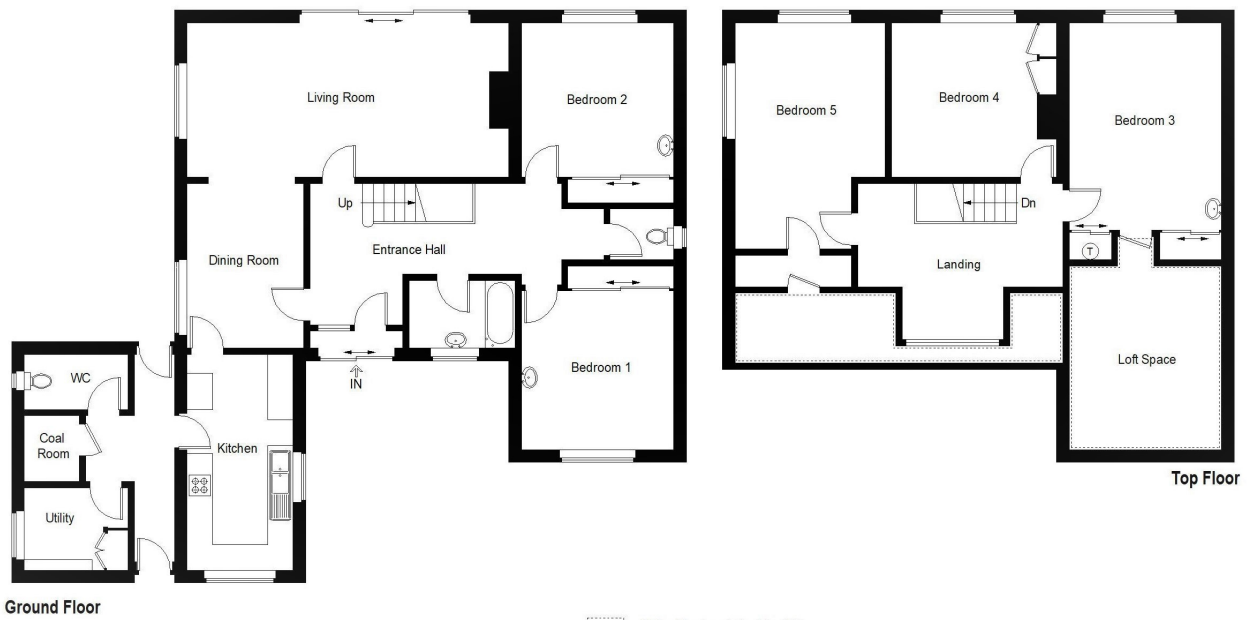 Living Room
Bedroom 2
Bedroom 5
Bedroom 4
Bedroom 3
Up
Dn
Entrance Hall
Dining Room
Landing
T
Bedroom 1
Loft Space
IN
WC
Coal
Room
Kitchen
Utility
Top Floor
Ground Floor